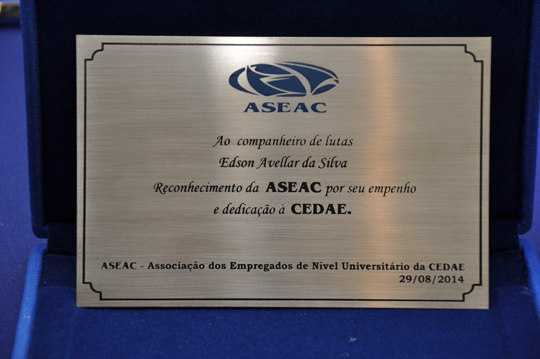 ASEAC
Ao companheiro de lutas
Edson Avellar da Silva
Reconhecimento da ASEAC por seu empenho
e dedicação à CEDAE.
ASEAC - Associação dos Empregados de Nível Universitário da CEDAE
29/08/2014